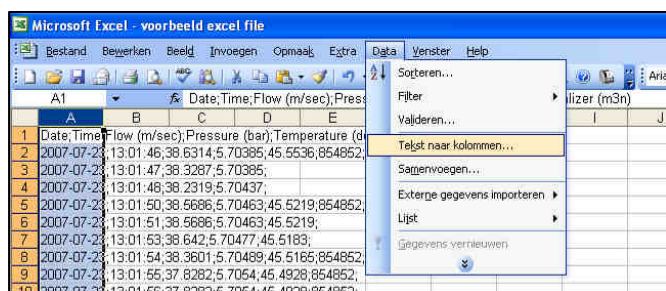 Microsoft Excel - voorbeeld excel file
Bestand Bewerken Beeld Invoegen Opmaak Extra Data Venster Help
A1 fx Date;Time;Flow (m/sec);Press
alizer (m3n)
Aria
Sorteren...
Filter
Valideren...
Tekst naar kolommen...
Samenvoegen...
Externe gegevens importeren
Lijst
Gegevens vernieuwen
A B C D E I J
1 Date;Time;Flow (m/sec);Pressure (bar);Temperature (d
2 2007-07-23;13:01:46;38.6314;5.70385;45.5536;854852;
3 2007-07-23;13:01:47;38.3287;5.70385;
4 2007-07-23;13:01:48;38.2319;5.70437;
5 2007-07-23;13:01:50;38.5686;5.70463;45.5219;854852;
6 2007-07-23;13:01:51;38.5686;5.70463;45.5219;
7 2007-07-23;13:01:53;38.642;5.70477;45.5183;
8 2007-07-23;13:01:54;38.3601;5.70489;45.5165;854852;
9 2007-07-23;13:01:55;37.8282;5.7054;45.4928;854852;